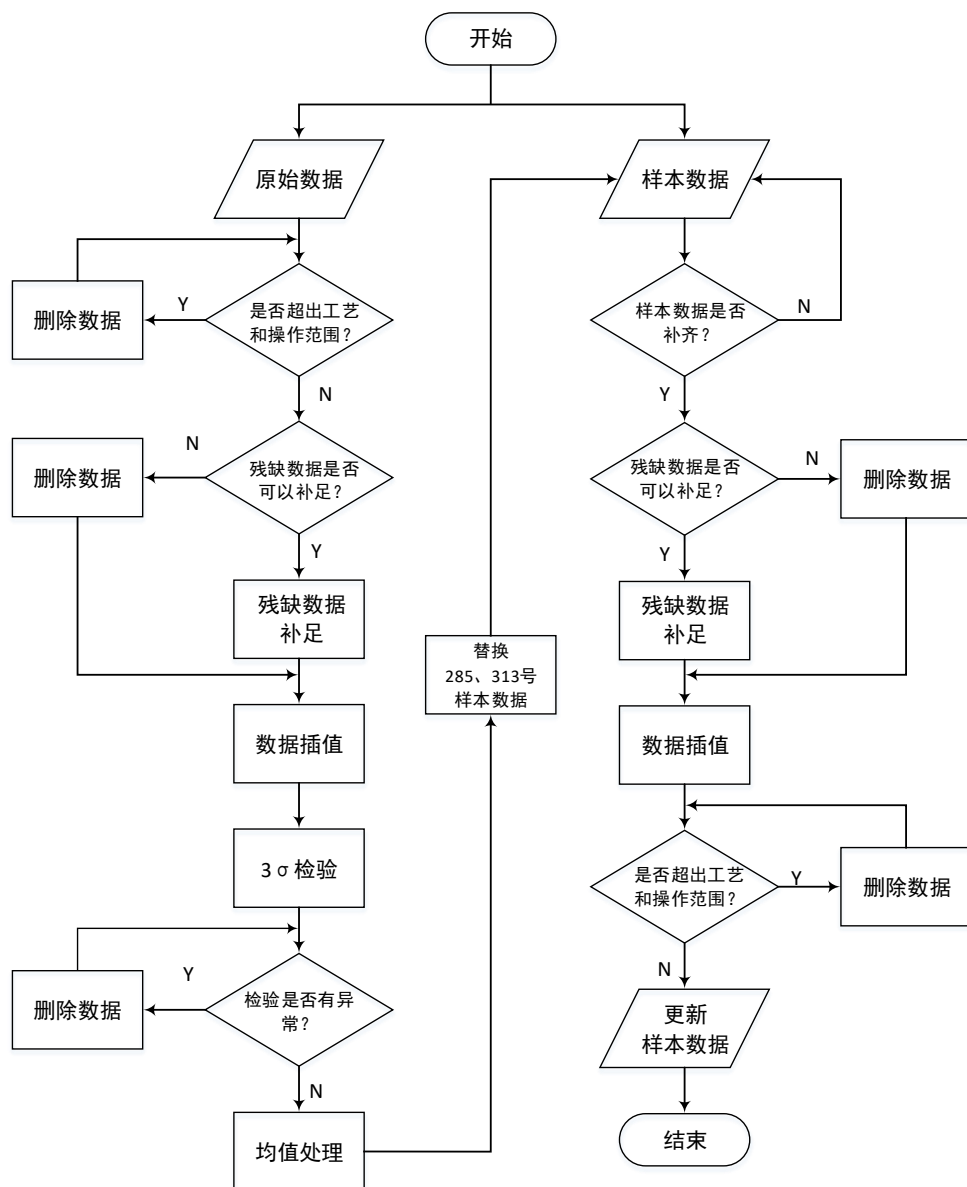 开始
原始数据
是否超出工艺
和操作范围?
Y
删除数据
N
残缺数据是否
可以补足?
N
删除数据
Y
残缺数据
补足
数据插值
3σ检验
检验是否有异
常?
Y
删除数据
N
均值处理
替换
285、313号
样本数据
样本数据
样本数据是否
补齐?
N
Y
残缺数据是否
可以补足?
N
删除数据
Y
残缺数据
补足
数据插值
是否超出工艺
和操作范围?
Y
删除数据
N
更新
样本数据
结束